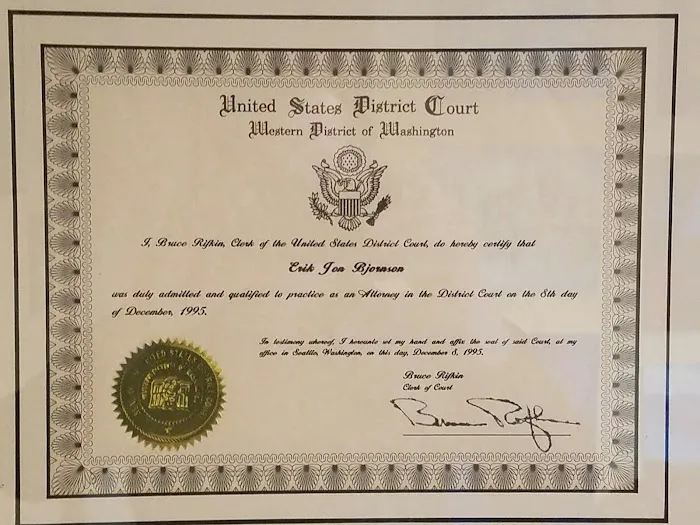 United States District Court
Western District of Washington
I, Bruce Rifkin, Clerk of the United States District Court, do hereby certify that
Erik Jon Bjornson
was duly admitted and qualified to practice as an Attorney in the District Court on the 8th day
of December, 1995.
In testimony whereof, I hereunto set my hand and affix the seal of said Court, at my
office in Seattle, Washington, on this day, December 8, 1995.
Bruce Rifkin
Clerk of Court
Bruce Rifkin